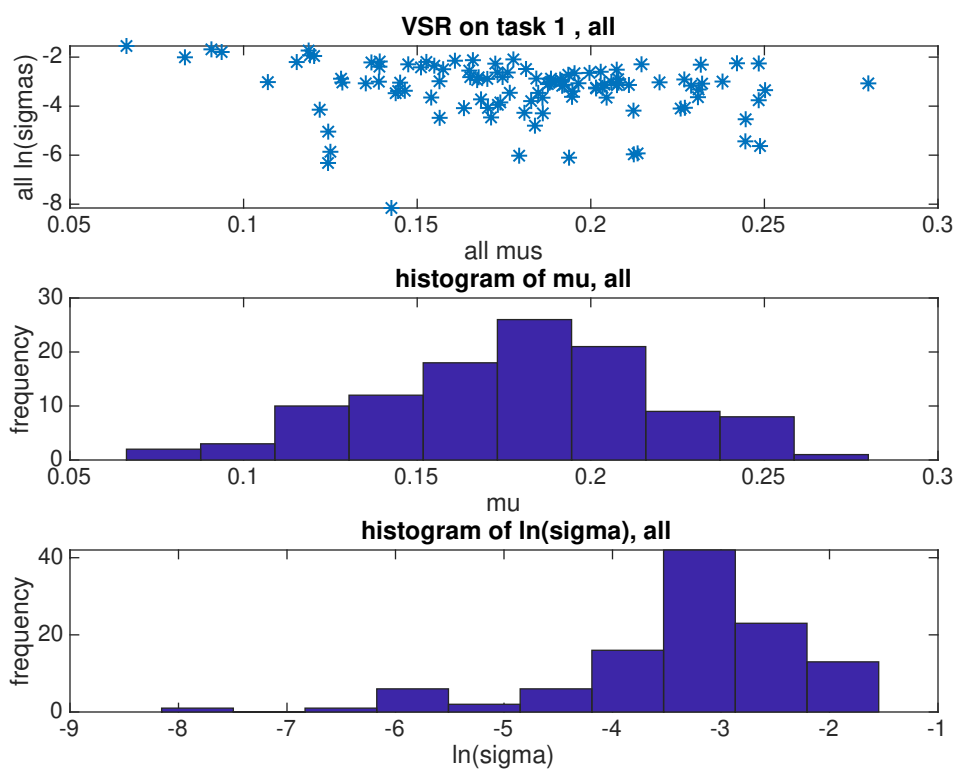 VSR on task 1 , all
all ln(sigmas)
-2
-4
-6
-8
0.05 0.1 0.15 0.2 0.25 0.3
all mus
histogram of mu, all
frequency
30
20
10
0
0.05 0.1 0.15 0.2 0.25 0.3
mu
histogram of ln(sigma), all
frequency
40
20
0
-9 -8 -7 -6 -5 -4 -3 -2 -1
ln(sigma)